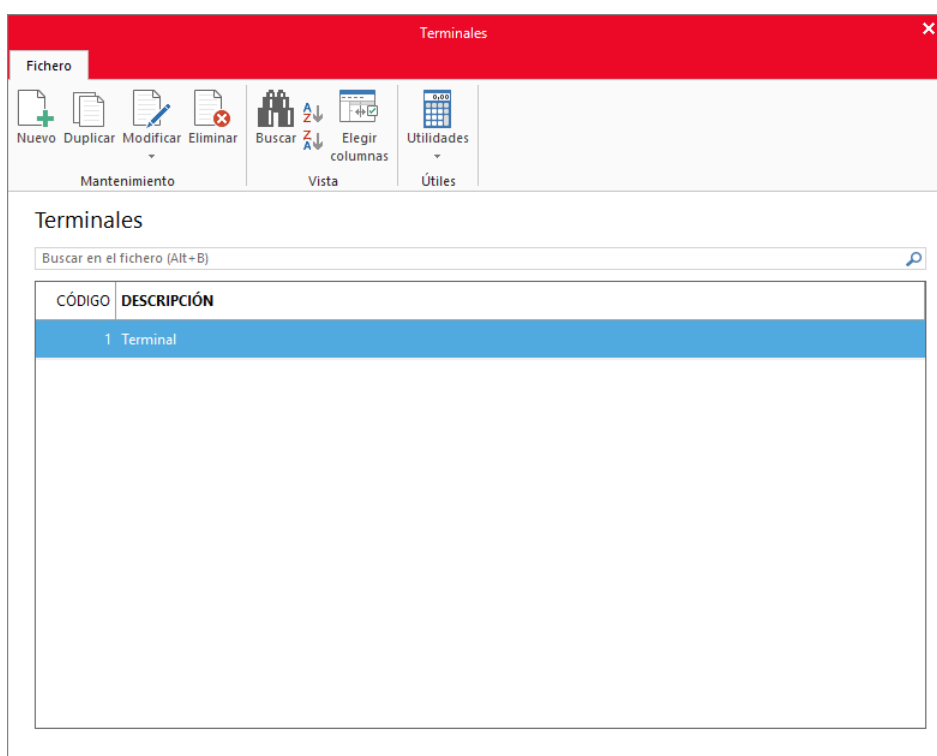 Terminales
Fichero
Nuevo Duplicar Modificar Eliminar Buscar A Z Z A Elegir columnas 0,00 Utilidades
Mantenimiento Vista Útiles
Terminales
Buscar en el fichero (Alt+B)
CÓDIGO DESCRIPCIÓN
1 Terminal